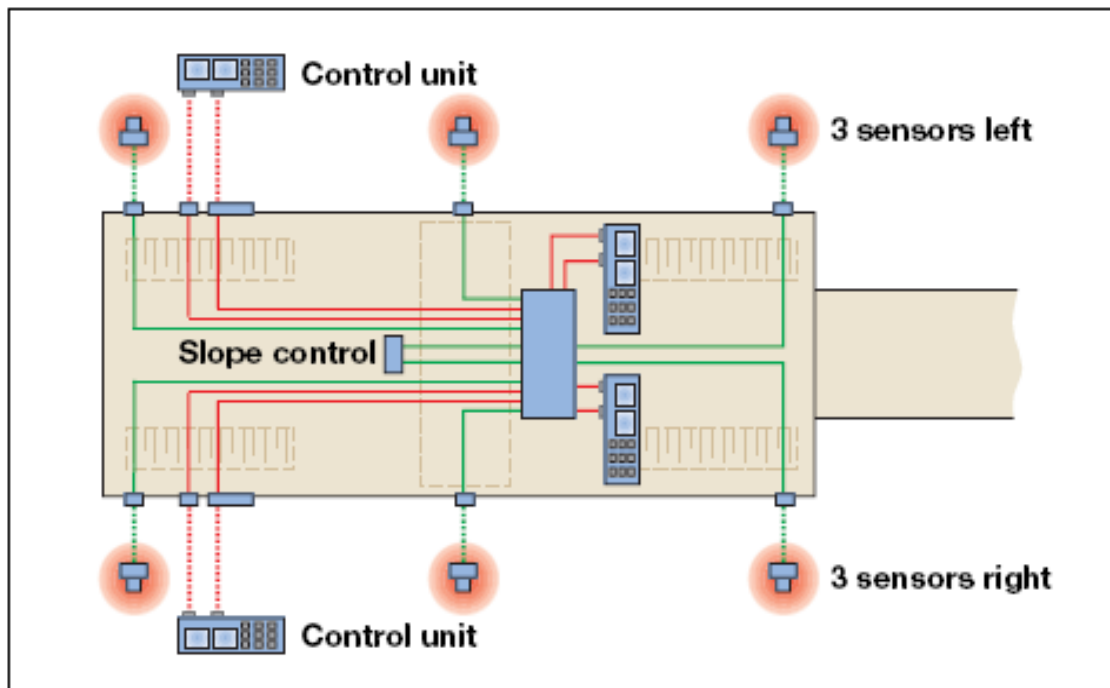 Control unit
3 sensors left
Slope control
3 sensors right
Control unit